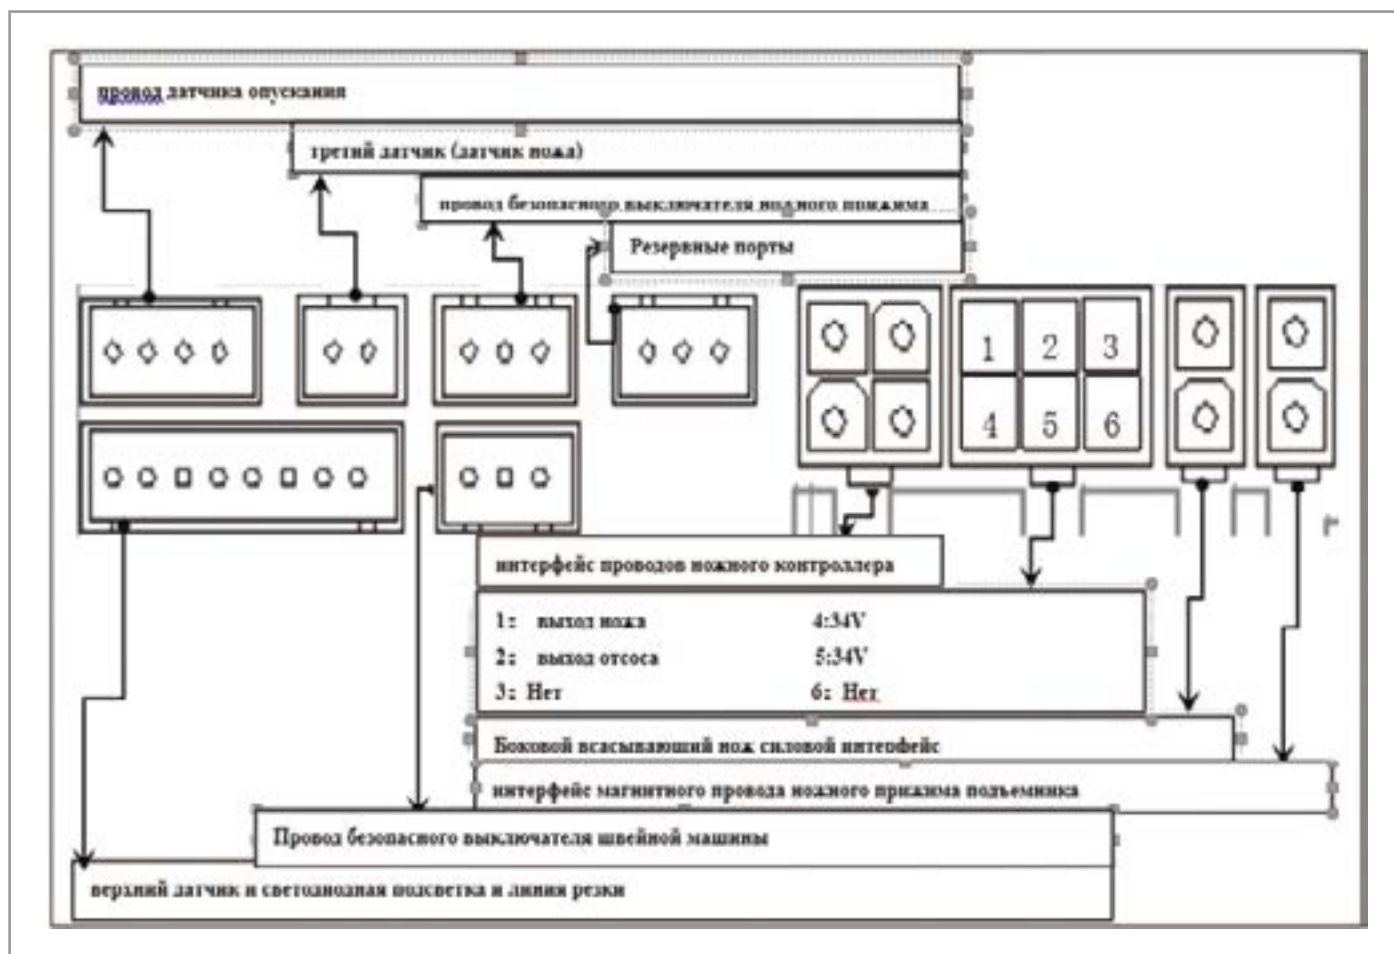 провод датчика опускания
третий датчик (датчик ножа)
провод безопасного выключателя ножного прижима
Резервные порты
1 2 3
4 5 6
интерфейс проводов ножного контроллера
1: выход ножа 4:34V
2: выход отсоса 5:34V
3: Нет 6: Нет
Боковой всасывающий нож силовой интерфейс
интерфейс магнитного провода ножного прижима подъемника
Провод безопасного выключателя швейной машины
верхний датчик и светодиодная подсветка и линия резки